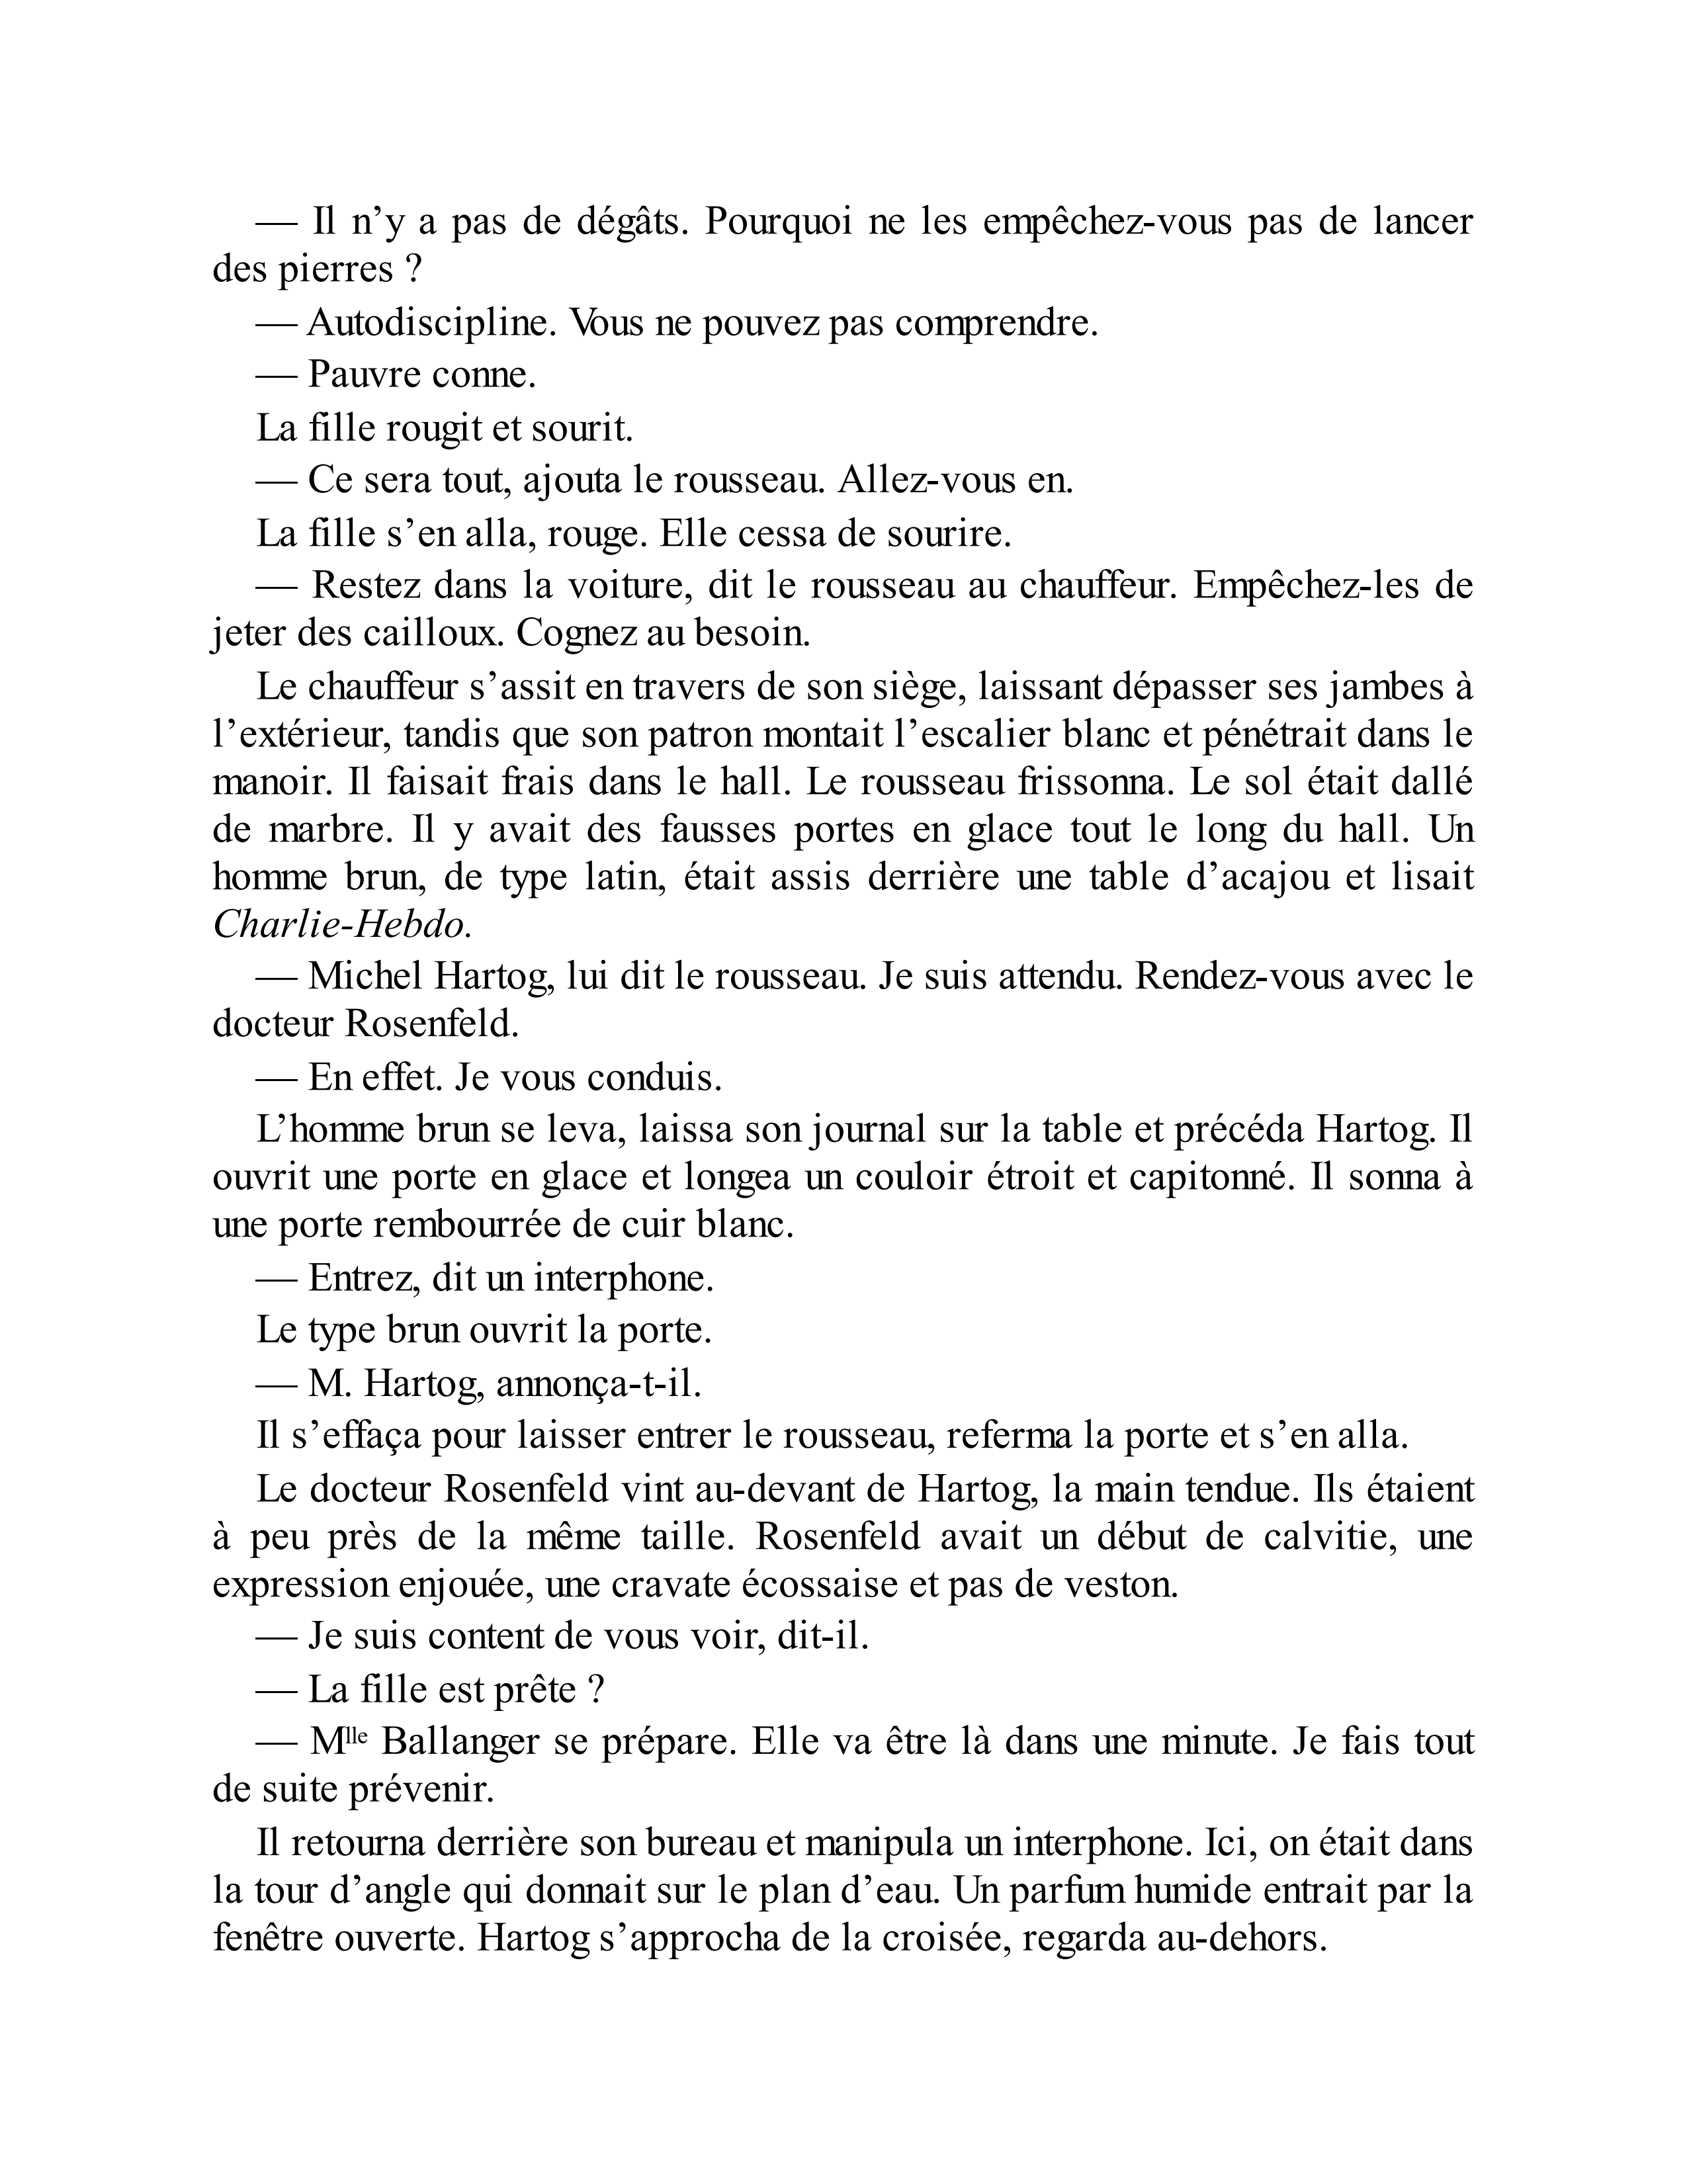 — Il n’y a pas de dégâts. Pourquoi ne les empêchez-vous pas de lancer
des pierres ?
— Autodiscipline. Vous ne pouvez pas comprendre.
— Pauvre conne.
La fille rougit et sourit.
— Ce sera tout, ajouta le rousseau. Allez-vous en.
La fille s’en alla, rouge. Elle cessa de sourire.
— Restez dans la voiture, dit le rousseau au chauffeur. Empêchez-les de
jeter des cailloux. Cognez au besoin.
Le chauffeur s’assit en travers de son siège, laissant dépasser ses jambes à
l’extérieur, tandis que son patron montait l’escalier blanc et pénétrait dans le
manoir. Il faisait frais dans le hall. Le rousseau frissonna. Le sol était dallé
de marbre. Il y avait des fausses portes en glace tout le long du hall. Un
homme brun, de type latin, était assis derrière une table d’acajou et lisait
Charlie-Hebdo.
— Michel Hartog, lui dit le rousseau. Je suis attendu. Rendez-vous avec le
docteur Rosenfeld.
— En effet. Je vous conduis.
L’homme brun se leva, laissa son journal sur la table et précéda Hartog. Il
ouvrit une porte en glace et longea un couloir étroit et capitonné. Il sonna à
une porte rembourrée de cuir blanc.
— Entrez, dit un interphone.
Le type brun ouvrit la porte.
— M. Hartog, annonça-t-il.
Il s’effaça pour laisser entrer le rousseau, referma la porte et s’en alla.
Le docteur Rosenfeld vint au-devant de Hartog, la main tendue. Ils étaient
à peu près de la même taille. Rosenfeld avait un début de calvitie, une
expression enjouée, une cravate écossaise et pas de veston.
— Je suis content de vous voir, dit-il.
— La fille est prête ?
— Mlle Ballanger se prépare. Elle va être là dans une minute. Je fais tout
de suite prévenir.
Il retourna derrière son bureau et manipula un interphone. Ici, on était dans
la tour d’angle qui donnait sur le plan d’eau. Un parfum humide entrait par la
fenêtre ouverte. Hartog s’approcha de la croisée, regarda au-dehors.